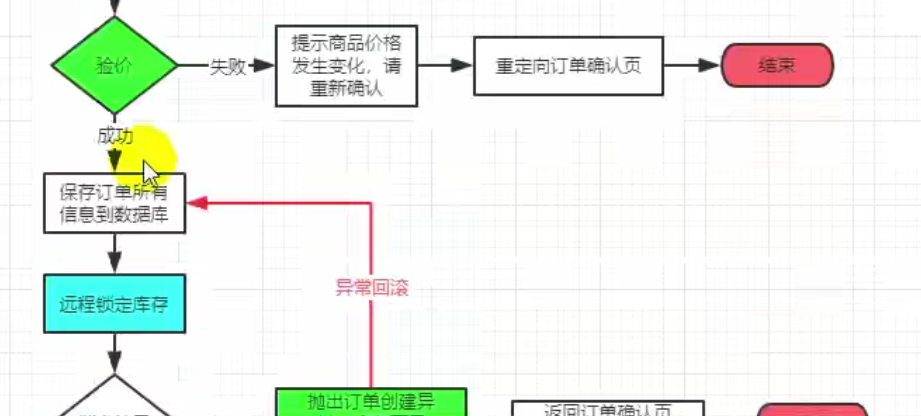 验价
失败
提示商品价格
发生变化，请
重新确认
重定向订单确认页
结束
成功
保存订单所有
信息到数据库
异常回滚
远程锁定库存
抛出订单创建异
返回订单确认页